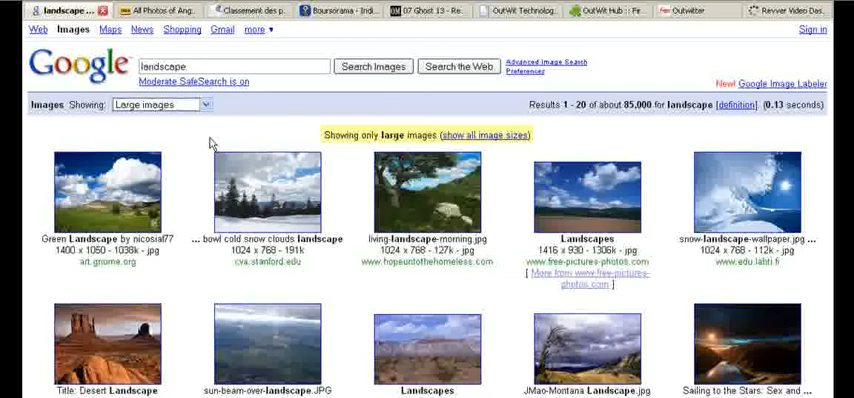 landscape ...
All Photos of Ang...
Classement des p...
Boursorama - Indi...
07 Ghost 13 - Re...
OutWit Technolog...
OutWit Hub :: Fire...
Outwitter
Revver Video Das...
Web Images Maps News Shopping Gmail more ▼
Sign in
Google
landscape
Search Images
Search the Web
Advanced Image Search
Preferences
Moderate SafeSearch is on
New! Google Image Labeler
Images Showing: Large images
Results 1 - 20 of about 85,000 for landscape [definition]. (0.13 seconds)
Showing only large images (show all image sizes)
Green Landscape by nicosial77
1400 x 1050 - 1038k - jpg
art.gnome.org
... bowl cold snow clouds landscape
1024 x 768 - 191k
cva.stanford.edu
living-landscape-morning.jpg
1024 x 768 - 127k - jpg
www.hopeuntothehomeless.com
Landscapes
1416 x 930 - 1306k - jpg
www.free-pictures-photos.com
[ More from www.free-pictures-
photos.com ]
snow-landscape-wallpaper.jpg ...
1024 x 768 - 112k - jpg
www.edu.lahti.fi
Title: Desert Landscape
sun-beam-over-landscape.JPG
Landscapes
JMao-Montana Landscape.jpg
Sailing to the Stars: Sex and ...